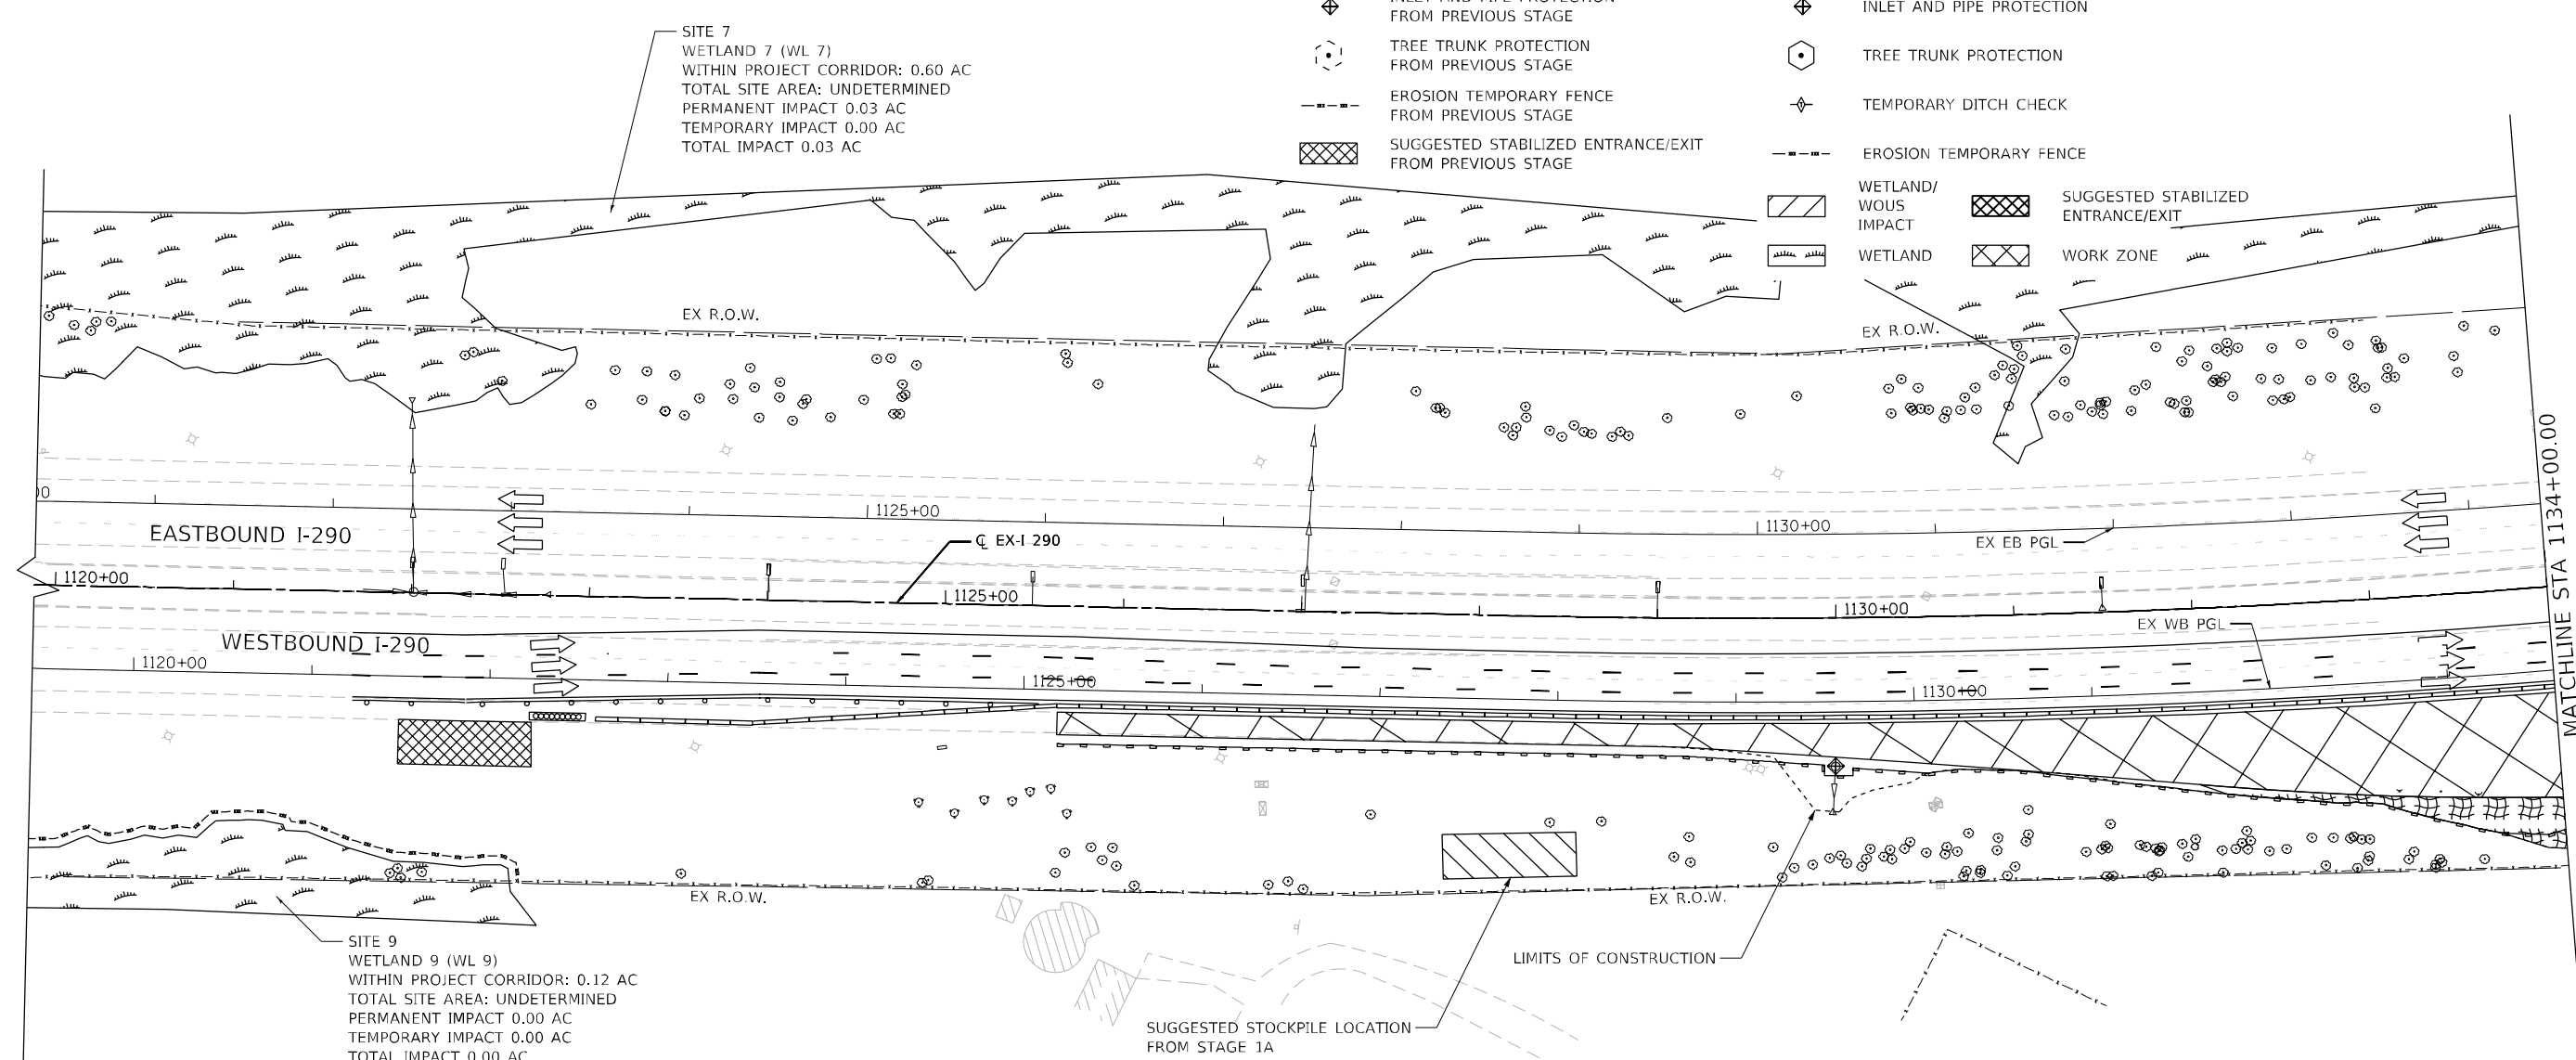 INLET AND PIPE PROTECTION
FROM PREVIOUS STAGE
INLET AND PIPE PROTECTION
TREE TRUNK PROTECTION
FROM PREVIOUS STAGE
TREE TRUNK PROTECTION
EROSION TEMPORARY FENCE
FROM PREVIOUS STAGE
TEMPORARY DITCH CHECK
SUGGESTED STABILIZED ENTRANCE/EXIT
FROM PREVIOUS STAGE
EROSION TEMPORARY FENCE
WETLAND/
WOUS
IMPACT
SUGGESTED STABILIZED
ENTRANCE/EXIT
WETLAND
WORK ZONE
SITE 7
WETLAND 7 (WL 7)
WITHIN PROJECT CORRIDOR: 0.60 AC
TOTAL SITE AREA: UNDETERMINED
PERMANENT IMPACT 0.03 AC
TEMPORARY IMPACT 0.00 AC
TOTAL IMPACT 0.03 AC
EX R.O.W.
EX R.O.W.
MATCHLINE STA 1134+00.00
1125+00
1130+00
EASTBOUND I-290
℄ EX-I 290
EX EB PGL
1120+00
1125+00
1130+00
EX WB PGL
WESTBOUND I-290
1120+00
1125+00
1130+00
EX R.O.W.
EX R.O.W.
SITE 9
WETLAND 9 (WL 9)
WITHIN PROJECT CORRIDOR: 0.12 AC
TOTAL SITE AREA: UNDETERMINED
PERMANENT IMPACT 0.00 AC
TEMPORARY IMPACT 0.00 AC
TOTAL IMPACT 0.00 AC
LIMITS OF CONSTRUCTION
SUGGESTED STOCKPILE LOCATION
FROM STAGE 1A